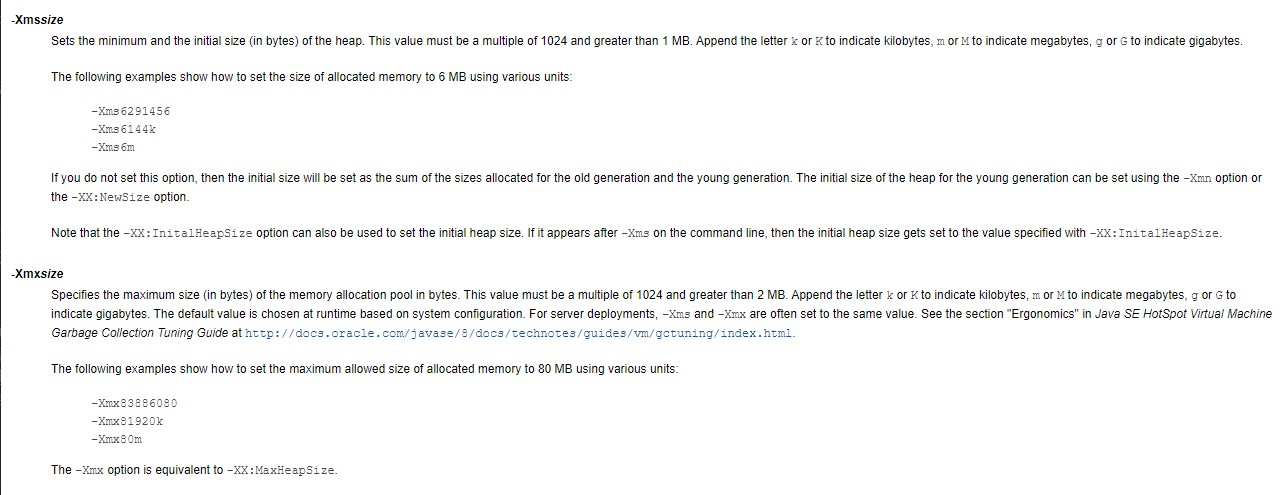 -Xmssize
Sets the minimum and the initial size (in bytes) of the heap. This value must be a multiple of 1024 and greater than 1 MB. Append the letter k or K to indicate kilobytes, m or M to indicate megabytes, g or G to indicate gigabytes.
The following examples show how to set the size of allocated memory to 6 MB using various units:
-Xms6291456
-Xms6144k
-Xms6m
If you do not set this option, then the initial size will be set as the sum of the sizes allocated for the old generation and the young generation. The initial size of the heap for the young generation can be set using the -Xmn option or
the -XX:NewSize option.
Note that the -XX:InitalHeapSize option can also be used to set the initial heap size. If it appears after -Xms on the command line, then the initial heap size gets set to the value specified with -XX:InitalHeapSize.
-Xmxsize
Specifies the maximum size (in bytes) of the memory allocation pool in bytes. This value must be a multiple of 1024 and greater than 2 MB. Append the letter k or K to indicate kilobytes, m or M to indicate megabytes, g or G to
indicate gigabytes. The default value is chosen at runtime based on system configuration. For server deployments, -Xms and -Xmx are often set to the same value. See the section "Ergonomics" in Java SE HotSpot Virtual Machine
Garbage Collection Tuning Guide at http://docs.oracle.com/javase/8/docs/technotes/guides/vm/gctuning/index.html.
The following examples show how to set the maximum allowed size of allocated memory to 80 MB using various units:
-Xmx83886080
-Xmx81920k
-Xmx80m
The -Xmx option is equivalent to -XX:MaxHeapSize.